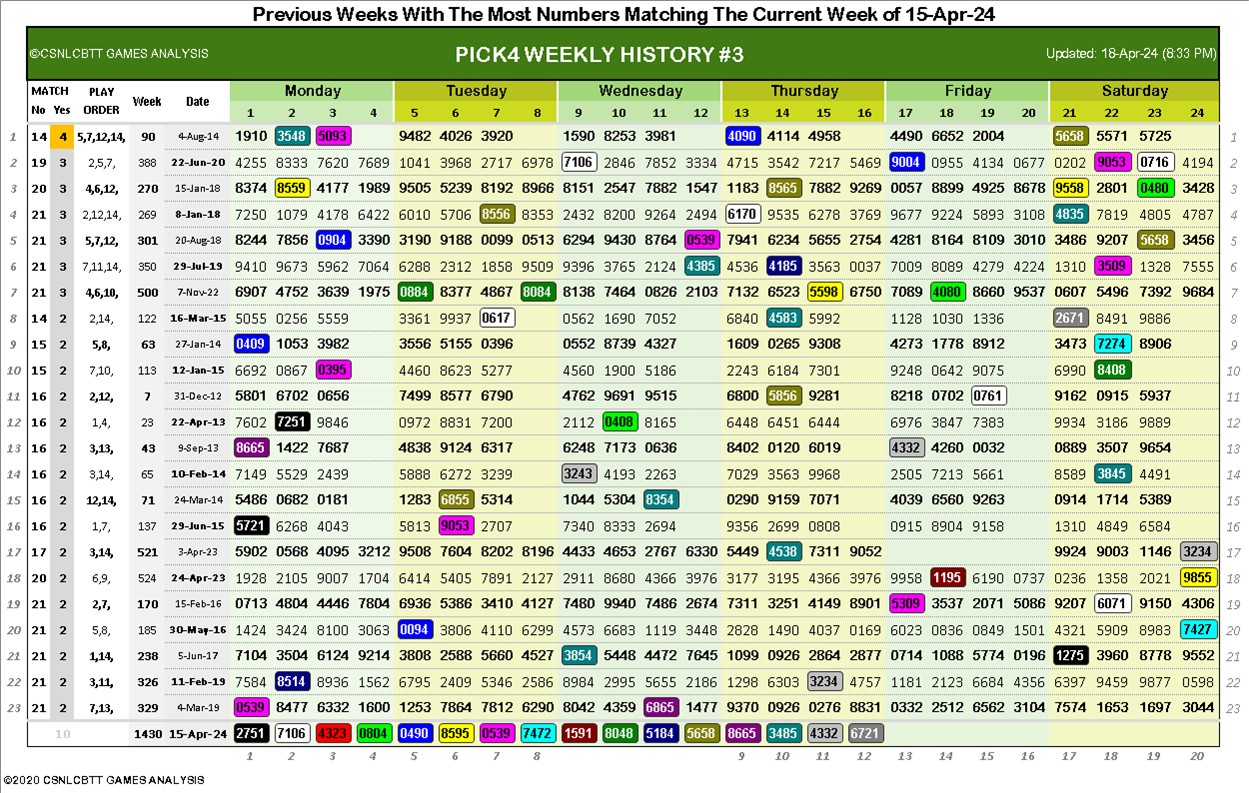 Previous Weeks With The Most Numbers Matching The Current Week of 15-Apr-24
©CSNLCBTT GAMES ANALYSIS PICK4 WEEKLY HISTORY #3 Updated: 18-Apr-24 (8:33 PM)
MATCH PLAY Week Date Monday Tuesday Wednesday Thursday Friday Saturday
No Yes ORDER 1 2 3 4 5 6 7 8 9 10 11 12 13 14 15 16 17 18 19 20 21 22 23 24
1 14 4 5,7,12,14, 90 4-Aug-14 1910 3548 5093 9482 4026 3920 1590 8253 3981 4090 4114 4958 4490 6652 2004 5658 5571 5725 1
2 19 3 2,5,7, 388 22-Jun-20 4255 8333 7620 7689 1041 3968 2717 6978 7106 2846 7852 3334 4715 3542 7217 5469 9004 0955 4134 0677 0202 9053 0716 4194 2
3 20 3 4,6,12, 270 15-Jan-18 8374 8559 4177 1989 9505 5239 8192 8966 8151 2547 7882 1547 1183 8565 7882 9269 0057 8899 4925 8678 9558 2801 0480 3428 3
4 21 3 2,12,14, 269 8-Jan-18 7250 1079 4178 6422 6010 5706 8556 8353 2432 8200 9264 2494 6170 9535 6278 3769 9677 9224 5893 3108 4835 7819 4805 4787 4
5 21 3 5,7,12, 301 20-Aug-18 8244 7856 0904 3390 3190 9188 0099 0513 6294 9430 8764 0539 7941 6234 5655 2754 4281 8164 8109 3010 3486 9207 5658 3456 5
6 21 3 7,11,14, 350 29-Jul-19 9410 9673 5962 7064 6288 2312 1858 9509 9396 3765 2124 4385 4536 4185 3563 0037 7009 8089 4279 4224 1310 3509 1328 7555 6
7 21 3 4,6,10, 500 7-Nov-22 6907 4752 3639 1975 0884 8377 4867 8084 8138 7464 0826 2103 7132 6523 5598 6750 7089 4080 8660 9537 0607 5496 7392 9684 7
8 14 2 2,14, 122 16-Mar-15 5055 0256 5559 3361 9937 0617 0562 1690 7052 6840 4583 5992 1128 1030 1336 2671 8491 9886 8
9 15 2 5,8, 63 27-Jan-14 0409 1053 3982 3556 5155 0396 0552 8739 4327 1609 0265 9308 4273 1778 8912 3473 7274 8906 9
10 15 2 7,10, 113 12-Jan-15 6692 0867 0395 4460 8623 5277 4560 1900 5186 2243 6184 7301 9248 0642 9075 6990 8408 10
11 16 2 2,12, 7 31-Dec-12 5801 6702 0656 7499 8577 6790 4762 9691 9515 6800 5856 9281 8218 0702 0761 9162 0915 5937 11
12 16 2 1,4, 23 22-Apr-13 7602 7251 9846 0972 8831 7200 2112 0408 8165 6448 6451 6444 6976 3847 7383 9934 3186 9889 12
13 16 2 3,13, 43 9-Sep-13 8665 1422 7687 4838 9124 6317 6248 7173 0636 8402 0120 6019 4332 4260 0032 0889 3507 9654 13
14 16 2 3,14, 65 10-Feb-14 7149 5529 2439 5888 6272 3239 3243 4193 2263 7029 3563 9968 2505 7213 5661 8589 3845 4491 14
15 16 2 12,14, 71 24-Mar-14 5486 0682 0181 1283 6855 5314 1044 5304 8354 0290 9159 7071 4039 6560 9263 0914 1714 5389 15
16 16 2 1,7, 137 29-Jun-15 5721 6268 4043 5813 9053 2707 7340 8333 2694 9356 2699 0808 0915 8904 9158 1310 4849 6584 16
17 17 2 3,14, 521 3-Apr-23 5902 0568 4095 3212 9508 7604 8202 8196 4433 4653 2767 6330 5449 4538 7311 9052 9924 9003 1146 3234 17
18 20 2 6,9, 524 24-Apr-23 1928 2105 9007 1704 6414 5405 7891 2127 2911 8680 4366 3976 3177 3195 4366 3976 9958 1195 6190 0737 0236 1358 2021 9855 18
19 21 2 2,7, 170 15-Feb-16 0713 4804 4446 7804 6936 5386 3410 4127 7480 9940 7486 2674 7311 3251 4149 8901 5309 3537 2071 5086 9207 6071 9150 4306 19
20 21 2 5,8, 185 30-May-16 1424 3424 8100 3063 0094 3806 4110 6299 4573 6683 1119 3448 2828 1490 4037 0169 6023 0836 0849 1501 4321 5909 8983 7427 20
21 21 2 1,14, 238 5-Jun-17 7104 3504 6124 9214 3808 2588 5660 4527 3854 5448 4472 7645 1099 0926 2864 2877 0714 1088 5774 0196 1275 3960 8778 9552 21
22 21 2 3,11, 326 11-Feb-19 7584 8514 8936 1562 6795 2409 5346 2586 8984 2995 5655 2186 1298 6303 3234 4757 1181 2123 6684 4356 6397 9459 9877 0598 22
23 21 2 7,13, 329 4-Mar-19 0539 8477 6332 1600 1253 7864 7812 6290 8042 4359 6865 1477 9370 0926 0276 8831 0332 2512 6562 3104 7574 1653 1697 3044 23
10 1430 15-Apr-24 2751 7106 4323 0804 0490 8595 0539 7472 1591 8048 5184 5658 8665 3485 4332 6721
1 2 3 4 5 6 7 8 5 6 7 8 9 10 11 12 13 14 15 16 17 18 19 20
©2020 CSNLCBTT GAMES ANALYSIS